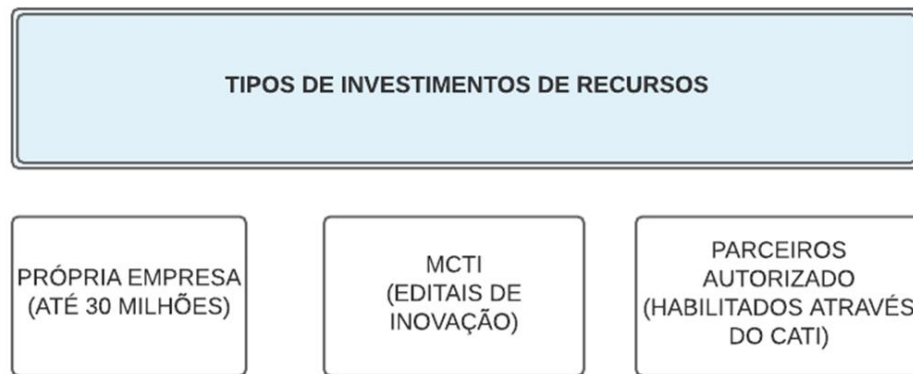 TIPOS DE INVESTIMENTOS DE RECURSOS
PRÓPRIA EMPRESA
(ATÉ 30 MILHÕES)
MCTI
(EDITAIS DE
INOVAÇÃO)
PARCEIROS
AUTORIZADO
(HABILITADOS ATRAVÉS
DO CATI)